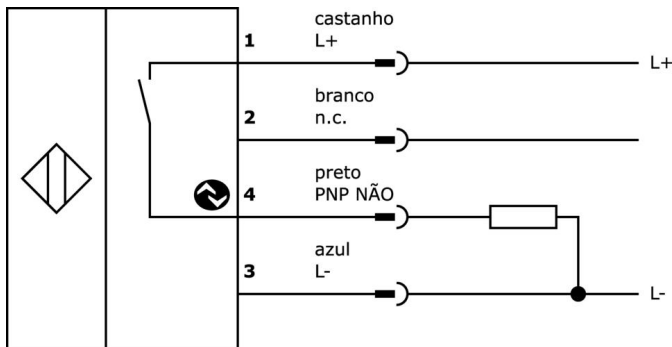 castanho
1 L+
L+
branco
2 n.c.
preto
4 PNP NÃO
azul
3 L-
L-